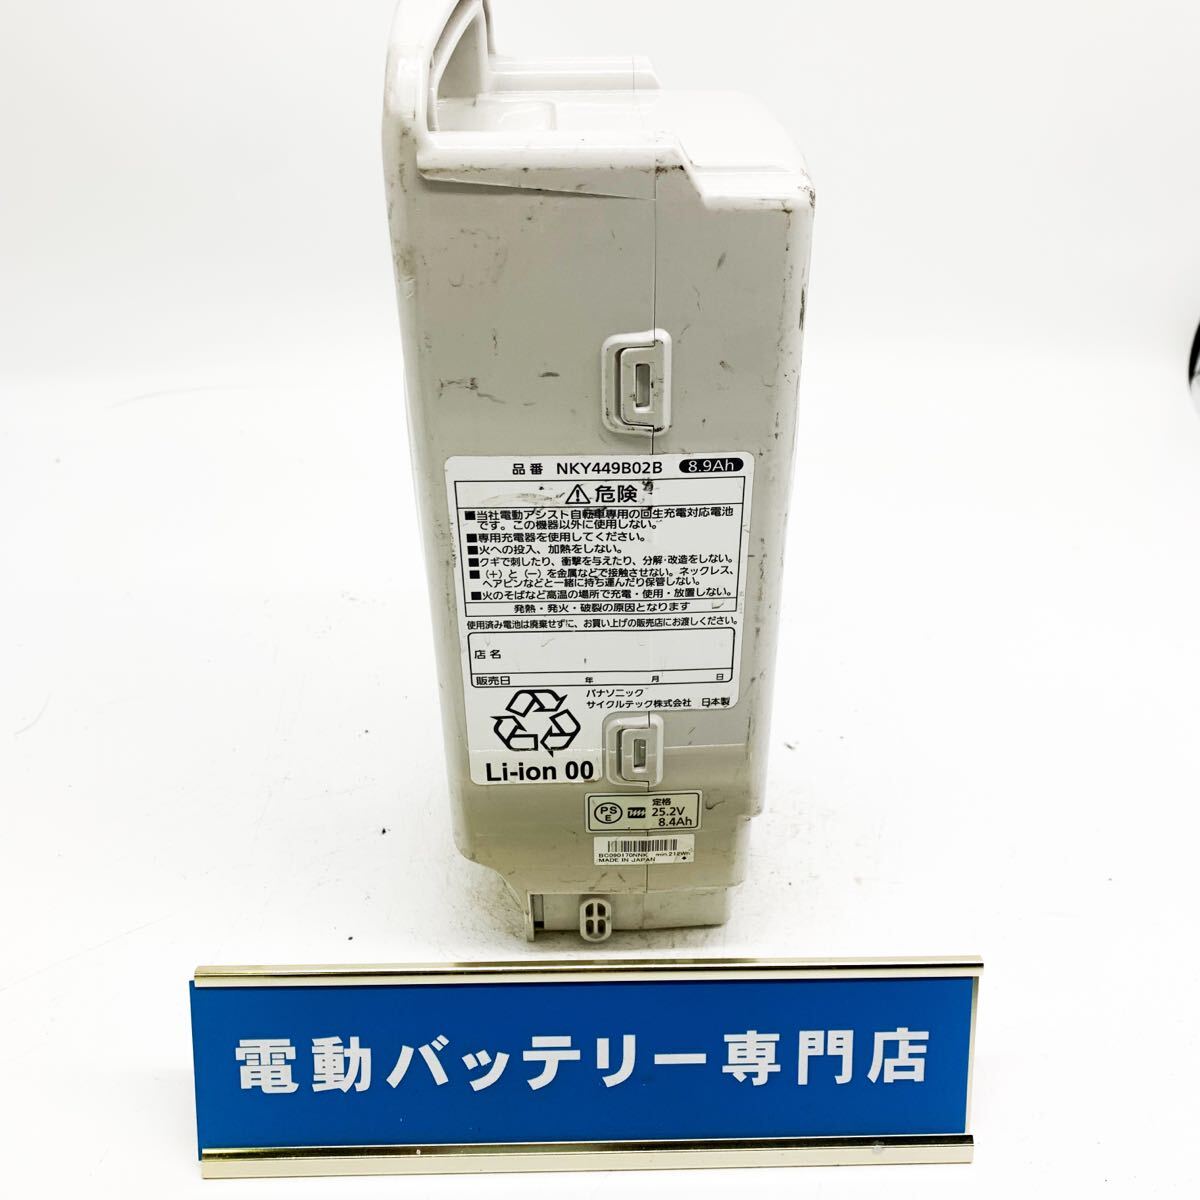 品番 NKY449B02B 8.9Ah
危険
■当社電動アシスト自転車専用の回生充電対応電池
です。この機器以外に使用しない。
■専用充電器を使用してください。
■火への投入、加熱をしない。
■クギで刺したり、衝撃を与えたり、分解・改造をしない。
■(+)と(−)を金属などで接触させない。ネックレス、
ヘアピンなどと一緒に持ち運んだり保管しない。
■火のそばなど高温の場所で充電・使用・放置しない。
発熱・発火・破裂の原因となります
使用済み電池は廃棄せずに、お買い上げの販売店にお渡しください。
店名
販売日 年 月 日
パナソニック
サイクルテック株式会社 日本製
Li-ion 00
PS
E
定格
25.2V
8.4Ah
BC090170NNK min.212Wh
MADE IN JAPAN
電動バッテリー専門店